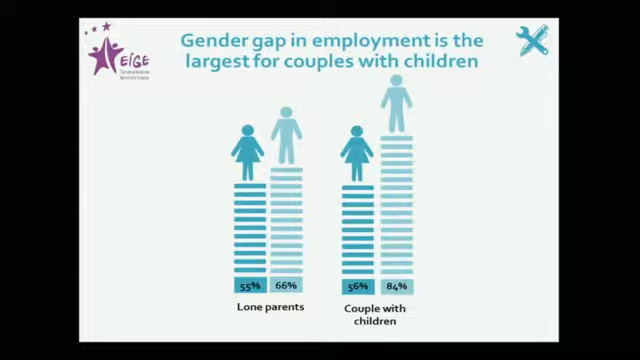 Gender gap in employment is the
largest for couples with children
EIGE
55%
66%
56%
84%
Lone parents
Couple with
children